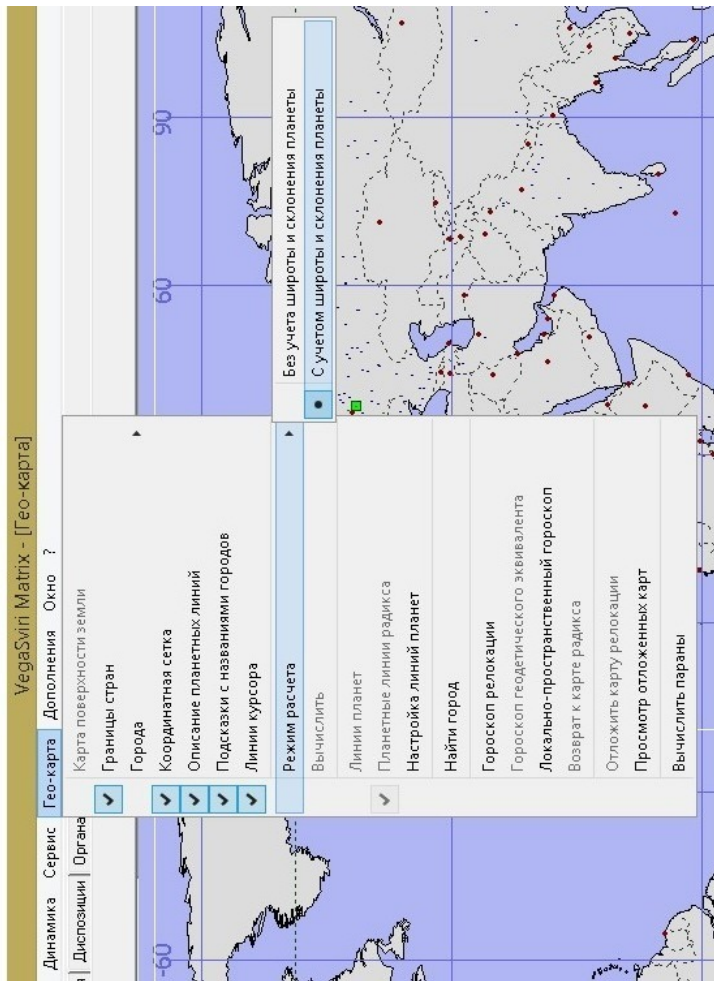 VegaSviri Matrix - [Гео-карта]
Динамика Сервис Гео-карта Дополнения Окно ?
я Диспозиции Органа
Карта поверхности земли
Границы стран
Города
Координатная сетка
Описание планетных линий
Подсказки с названиями городов
Линии курсора
Режим расчета
Вычислить
Линии планет
Планетные линии радикса
Настройка линий планет
Найти город
Гороскоп релокации
Гороскоп геодетического эквивалента
Локально-пространственный гороскоп
Возврат к карте радикса
Отложить карту релокации
Просмотр отложенных карт
Вычислить параны
Без учета широты и склонения планеты
С учетом широты и склонения планеты
-60
60
90